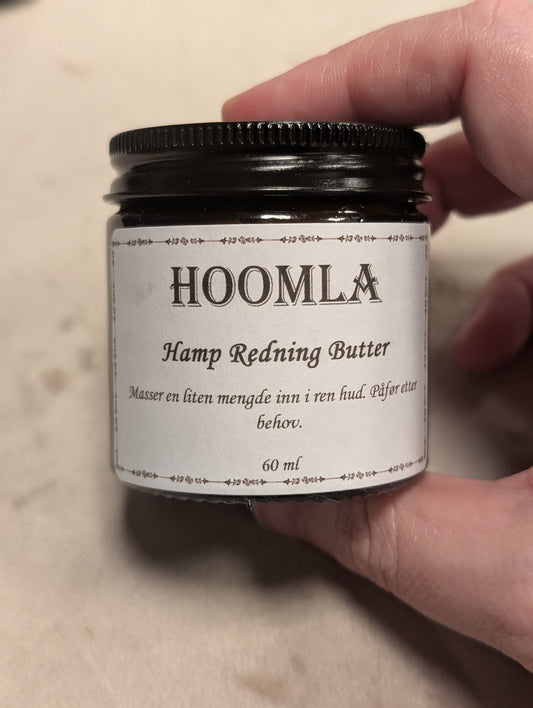 HOOMLA
Hamp Redning Butter
Masser en liten mengde inn i ren hud. Påfør etter
behov.
60 ml